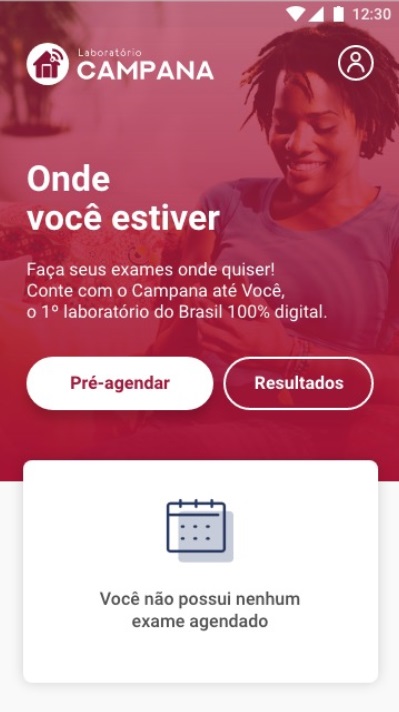 12:30
Laboratório
CAMPANA
Onde
você estiver
Faça seus exames onde quiser!
Conte com o Campana até Você,
o 1º laboratório do Brasil 100% digital.
Pré-agendar Resultados
Você não possui nenhum
exame agendado